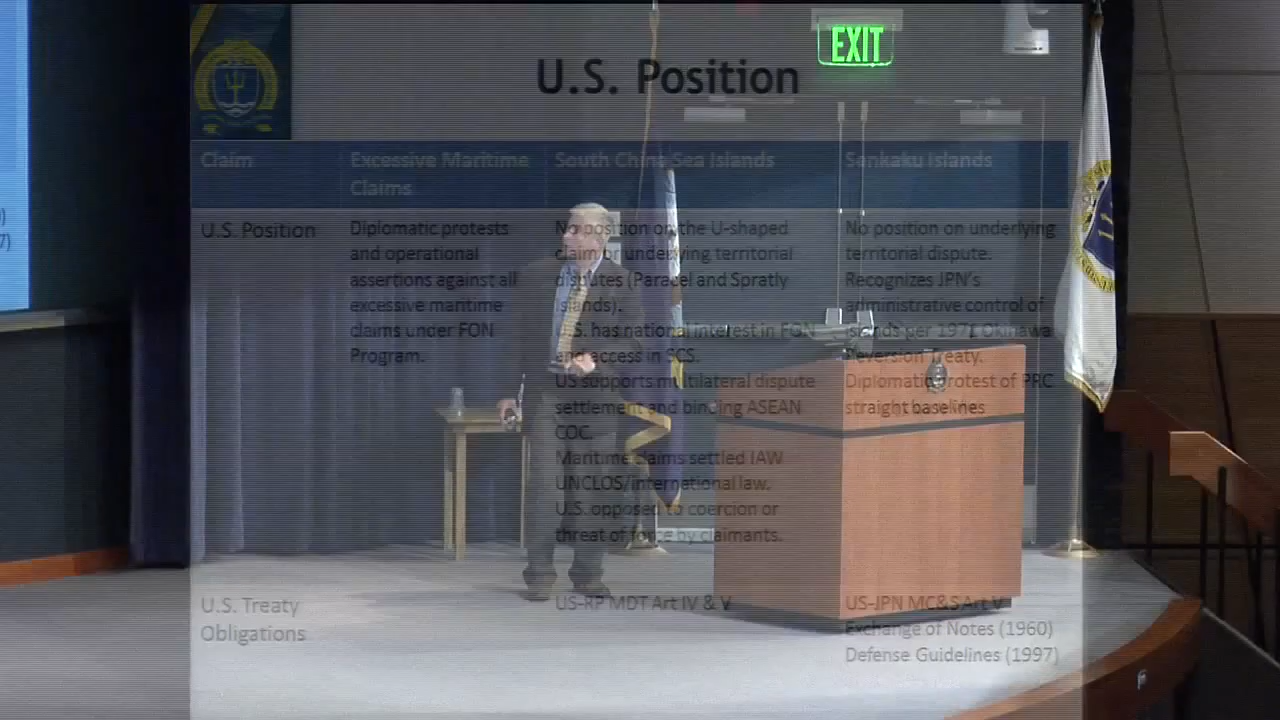 EXIT
U.S. Position
Claim
Excessive Maritime
Claims
South China Sea Islands
Senkaku Islands
U.S. Position
Diplomatic protests
and operational
assertions against all
excessive maritime
claims under FON
Program.
No position on the U-shaped
claim or underlying territorial
disputes (Paracel and Spratly
Islands).
U.S. has national interest in FON
and access in SCS.
US supports multilateral dispute
settlement and binding ASEAN
COC.
Maritime claims settled IAW
UNCLOS/international law.
U.S. opposed to coercion or
threat of force by claimants.
No position on underlying
territorial dispute.
Recognizes JPN's
administrative control of
islands per 1971 Okinawa
Reversion Treaty.
Diplomatic protest of PRC
straight baselines
U.S. Treaty
Obligations
US-RP MDT Art IV & V
US-JPN MC&S Art V
Exchange of Notes (1960)
Defense Guidelines (1997)
)
7)